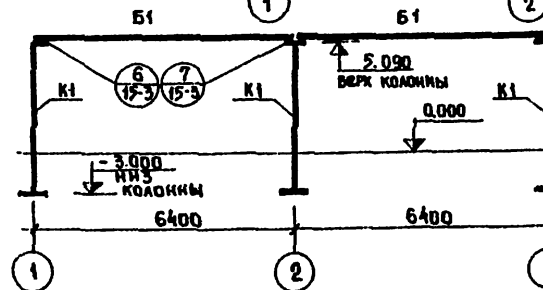 1
2
Б1
Б1
5.090
ВЕРХ КОЛОННЫ
6
15-3
7
15-3
К1
К1
К1
0.000
-3.000
НИЗ
КОЛОННЫ
6400
6400
1
2